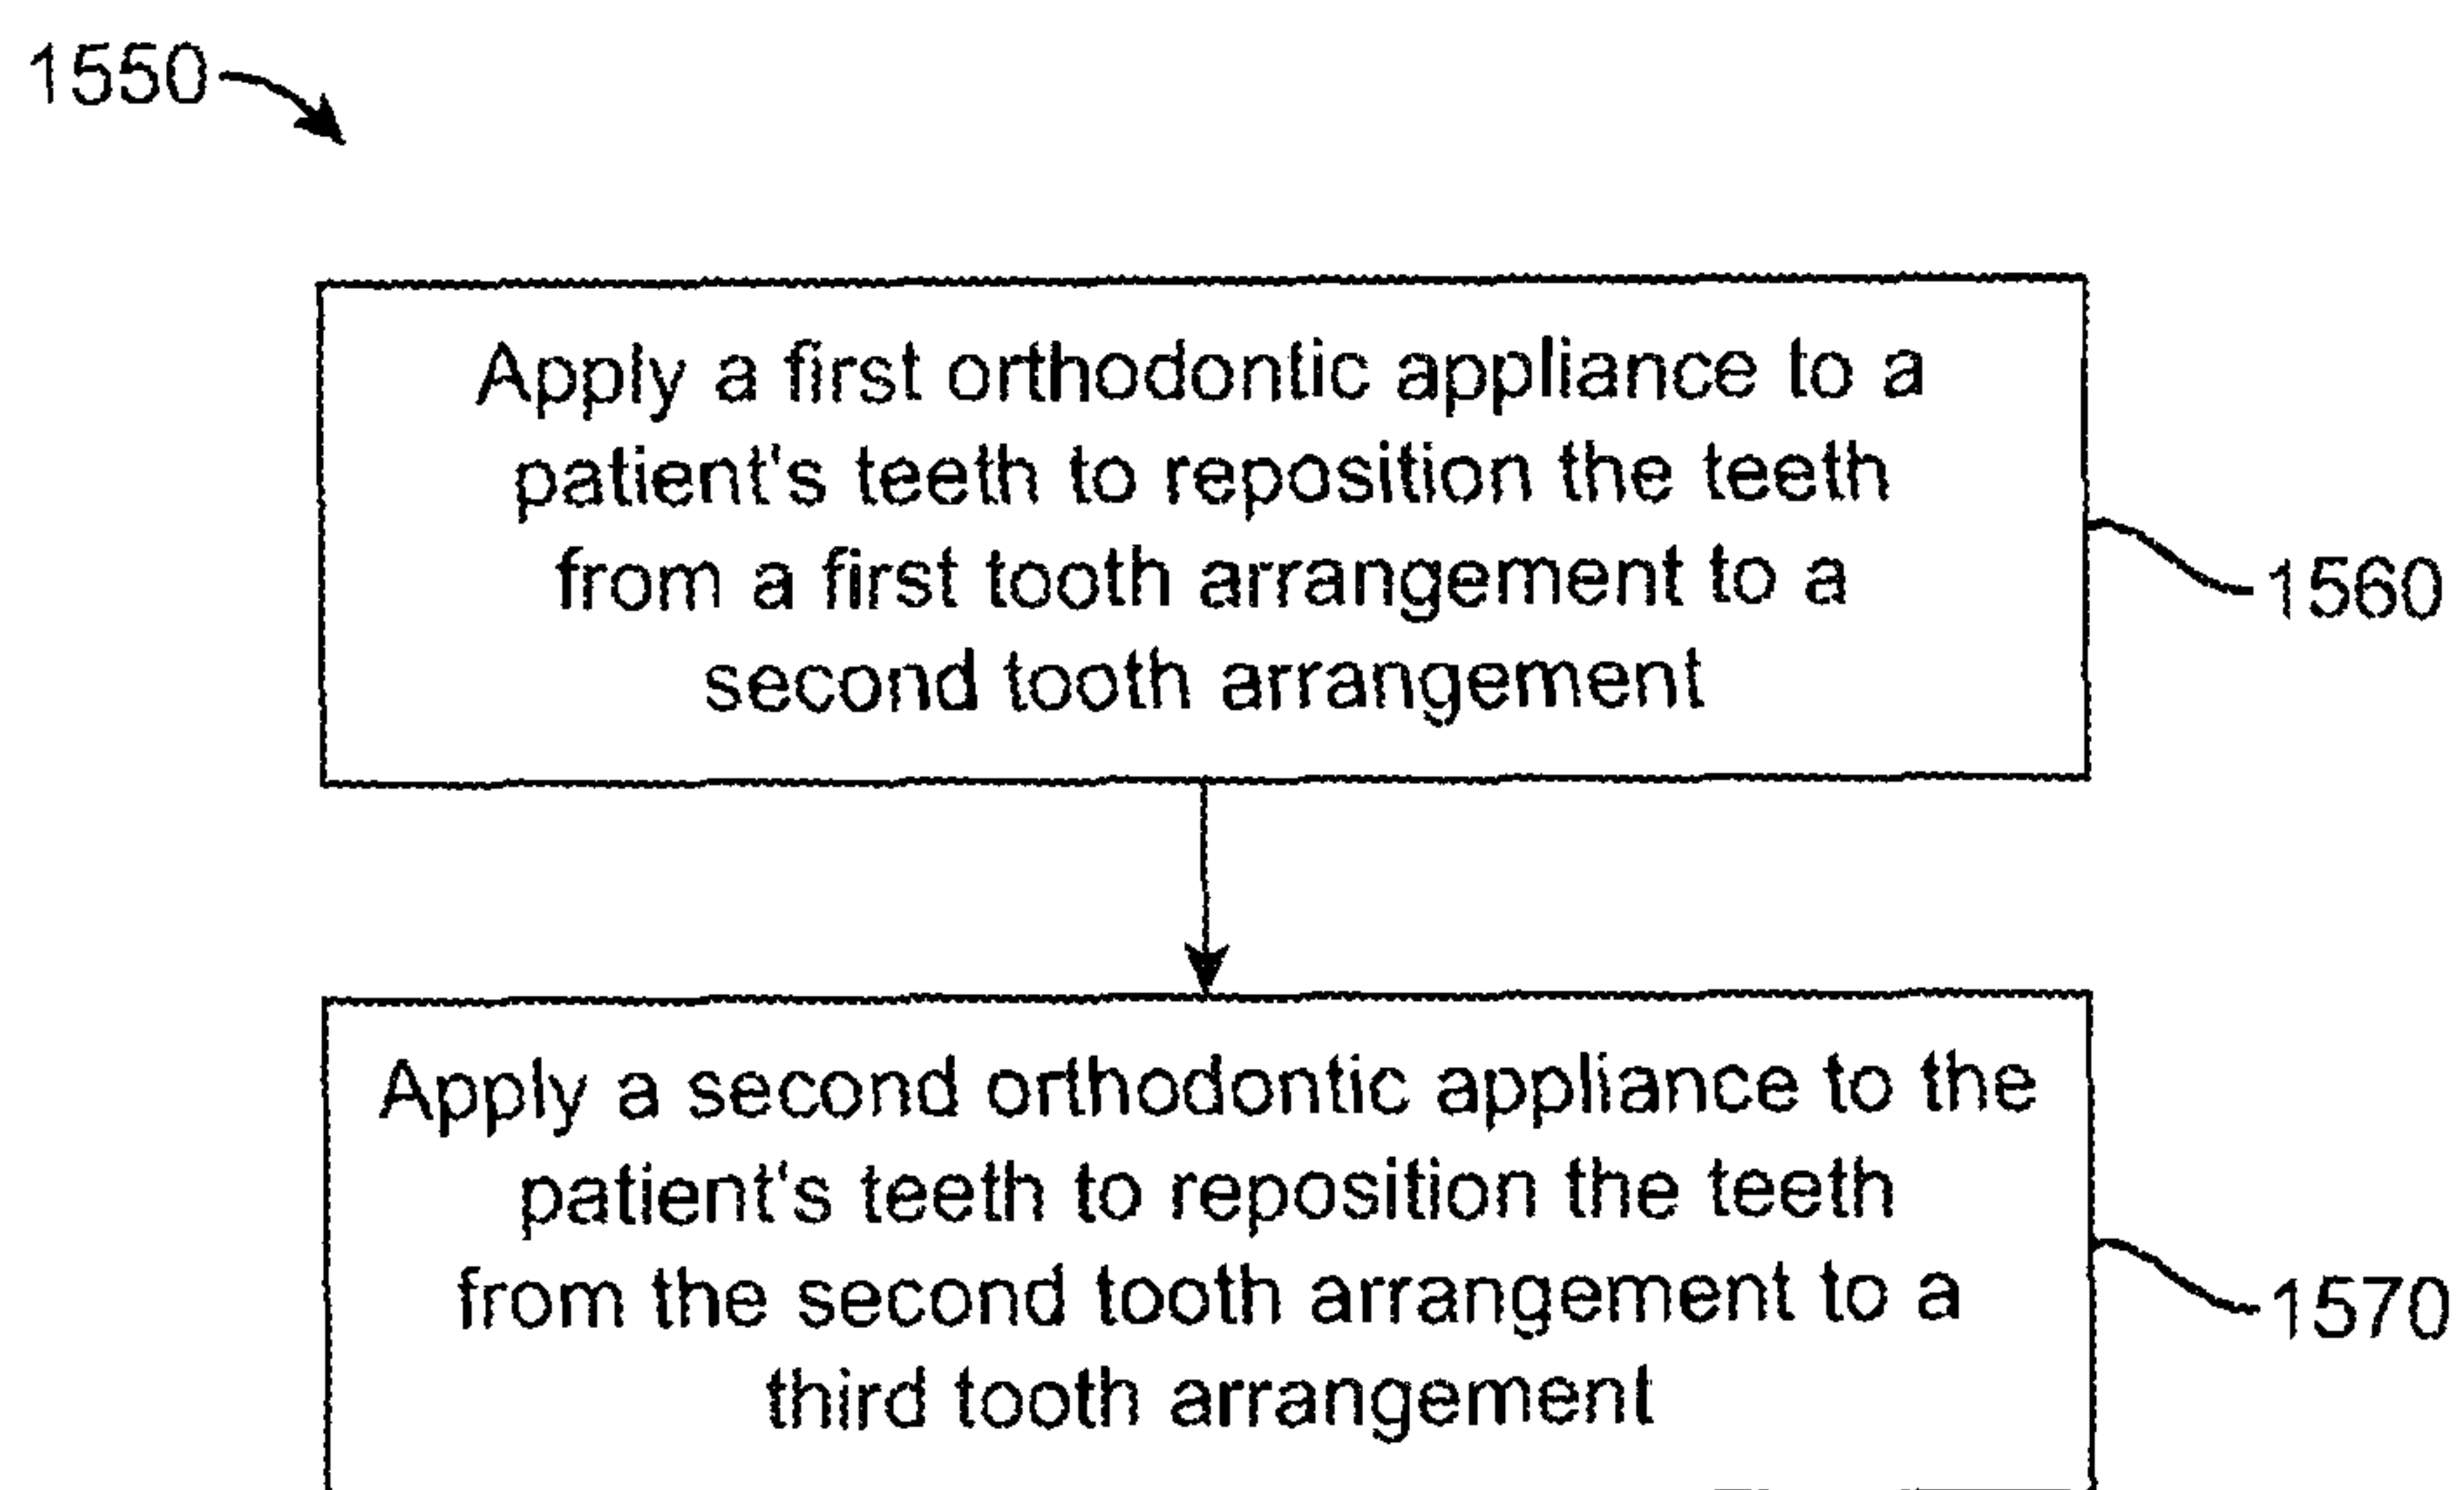 1550
Apply a first orthodontic appliance to a
patient's teeth to reposition the teeth
from a first tooth arrangement to a
second tooth arrangement
1560
Apply a second orthodontic appliance to the
patient's teeth to reposition the teeth
from the second tooth arrangement to a
third tooth arrangement
1570